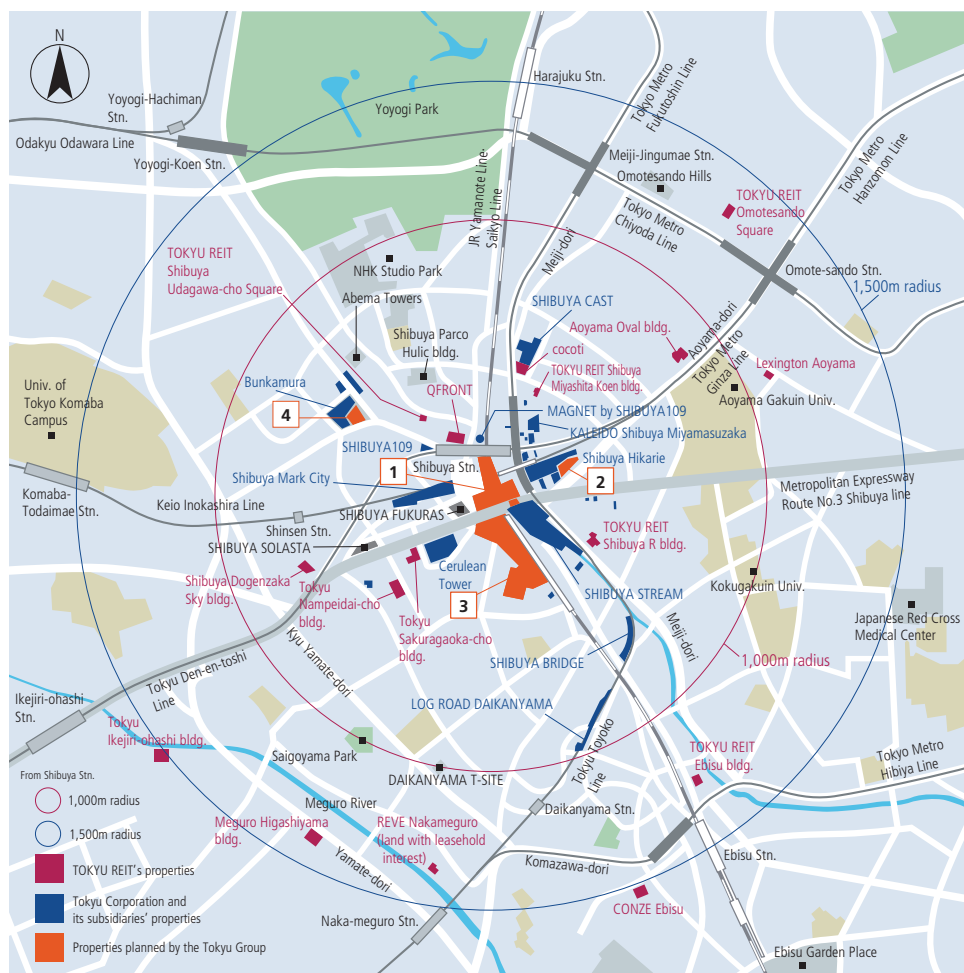 N
Harajuku Stn.
Yoyogi-Hachiman
Stn.
Yoyogi Park
Tokyo Metro
Fukutoshin Line
Odakyu Odawara Line
Yoyogi-Koen Stn.
Meiji-Jingumae Stn.
Omotesando Hills
Tokyo Metro
Hanzomon Line
TOKYU REIT
Omotesando
Square
Tokyo Metro
Chiyoda Line
JR Yamanote Line·
Saikyo Line
Meiji-dori
TOKYU REIT
Shibuya
Udagawa-cho Square
NHK Studio Park
Omote-sando Stn.
1,500m radius
Abema Towers
SHIBUYA CAST
Aoyama-dori
Tokyo Metro
Ginza Line
Shibuya Parco
Hulic bldg.
Aoyama Oval bldg.
cocoti
Lexington Aoyama
TOKYU REIT Shibuya
Miyashita Koen bldg.
Univ. of
Tokyo Komaba
Campus
Bunkamura
4
QFRONT
Aoyama Gakuin Univ.
MAGNET by SHIBUYA109
KALEIDO Shibuya Miyamasuzaka
SHIBUYA109
1
Shibuya Stn.
Shibuya Hikarie
2
Shibuya Mark City
Metropolitan Expressway
Route No.3 Shibuya line
Komaba-
Todaimae Stn.
Keio Inokashira Line
SHIBUYA FUKURAS
Shinsen Stn.
SHIBUYA SOLASTA
TOKYU REIT
Shibuya R bldg.
Shibuya Dogenzaka
Sky bldg.
Tokyu
Nampeidai-cho
bldg.
Cerulean
Tower
3
Kokugakuin Univ.
SHIBUYA STREAM
Tokyu
Sakuragaoka-cho
bldg.
Japanese Red Cross
Medical Center
Meiji-dori
Kyu Yamate-dori
SHIBUYA BRIDGE
1,000m radius
Tokyu Den-en-toshi
Line
Ikejiri-ohashi
Stn.
LOG ROAD DAIKANYAMA
Tokyu
Ikejiri-ohashi bldg.
Saigoyama Park
Tokyu Toyoko
Line
TOKYU REIT
Ebisu bldg.
Tokyo Metro
Hibiya Line
DAIKANYAMA T-SITE
From Shibuya Stn.
1,000m radius
1,500m radius
Meguro River
Daikanyama Stn.
Meguro Higashiyama
bldg.
REVE Nakameguro
(land with leasehold
interest)
Yamate-dori
Komazawa-dori
Ebisu Stn.
TOKYU REIT's properties
Tokyu Corporation and
its subsidiaries' properties
Naka-meguro Stn.
CONZE Ebisu
Properties planned by the Tokyu Group
Ebisu Garden Place